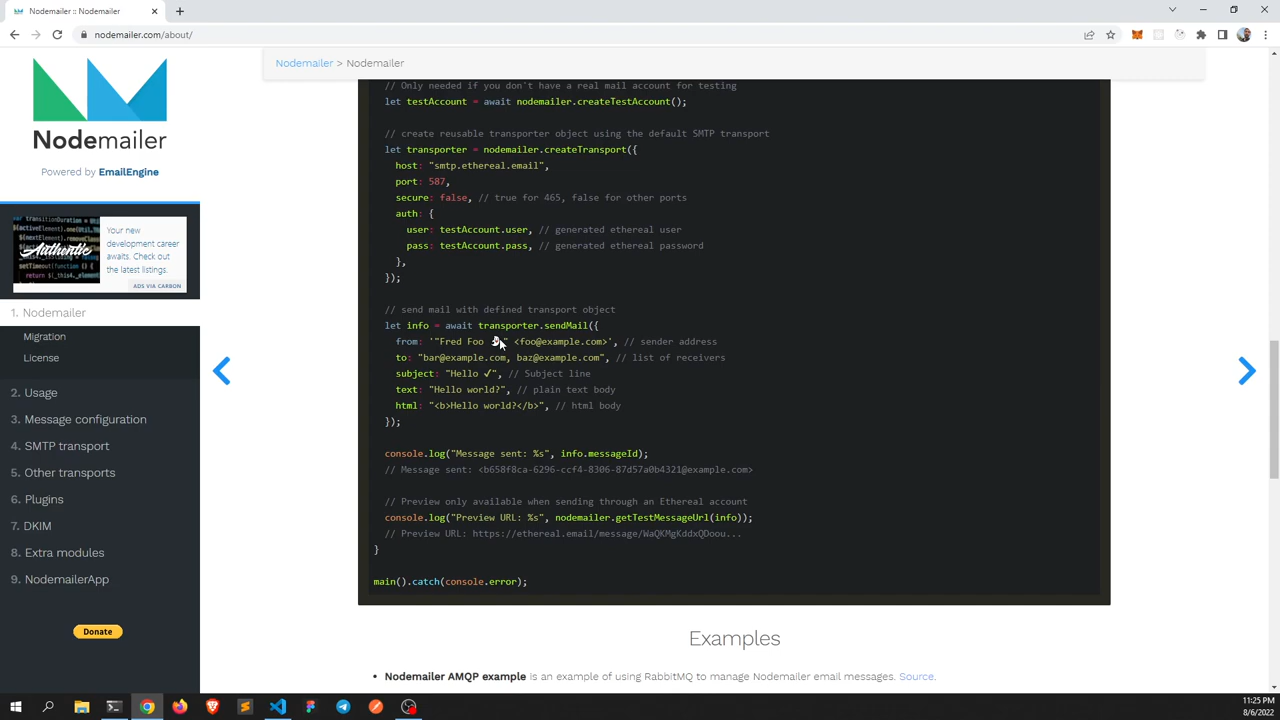 Nodemailer :: Nodemailer
nodemailer.com/about/
Nodemailer > Nodemailer
Nodemailer
Powered by EmailEngine
Authentic
Your new
development career
awaits. Check out
the latest listings.
ADS VIA CARBON
1. Nodemailer
Migration
License
2. Usage
3. Message configuration
4. SMTP transport
5. Other transports
6. Plugins
7. DKIM
8. Extra modules
9. NodemailerApp
Donate
// Only needed if you don't have a real mail account for testing
let testAccount = await nodemailer.createTestAccount();
// create reusable transporter object using the default SMTP transport
let transporter = nodemailer.createTransport({
host: "smtp.ethereal.email",
port: 587,
secure: false, // true for 465, false for other ports
auth: {
user: testAccount.user, // generated ethereal user
pass: testAccount.pass, // generated ethereal password
},
});
// send mail with defined transport object
let info = await transporter.sendMail({
from: '"Fred Foo 👻" <foo@example.com>', // sender address
to: "bar@example.com, baz@example.com", // list of receivers
subject: "Hello ✔", // Subject line
text: "Hello world?", // plain text body
html: "<b>Hello world?</b>", // html body
});
console.log("Message sent: %s", info.messageId);
// Message sent: <b658f8ca-6296-ccf4-8306-87d57a0b4321@example.com>
// Preview only available when sending through an Ethereal account
console.log("Preview URL: %s", nodemailer.getTestMessageUrl(info));
// Preview URL: https://ethereal.email/message/WaQKMgKddxQDoou...
}
main().catch(console.error);
Examples
• Nodemailer AMQP example is an example of using RabbitMQ to manage Nodemailer email messages. Source.
11:25 PM
8/6/2022